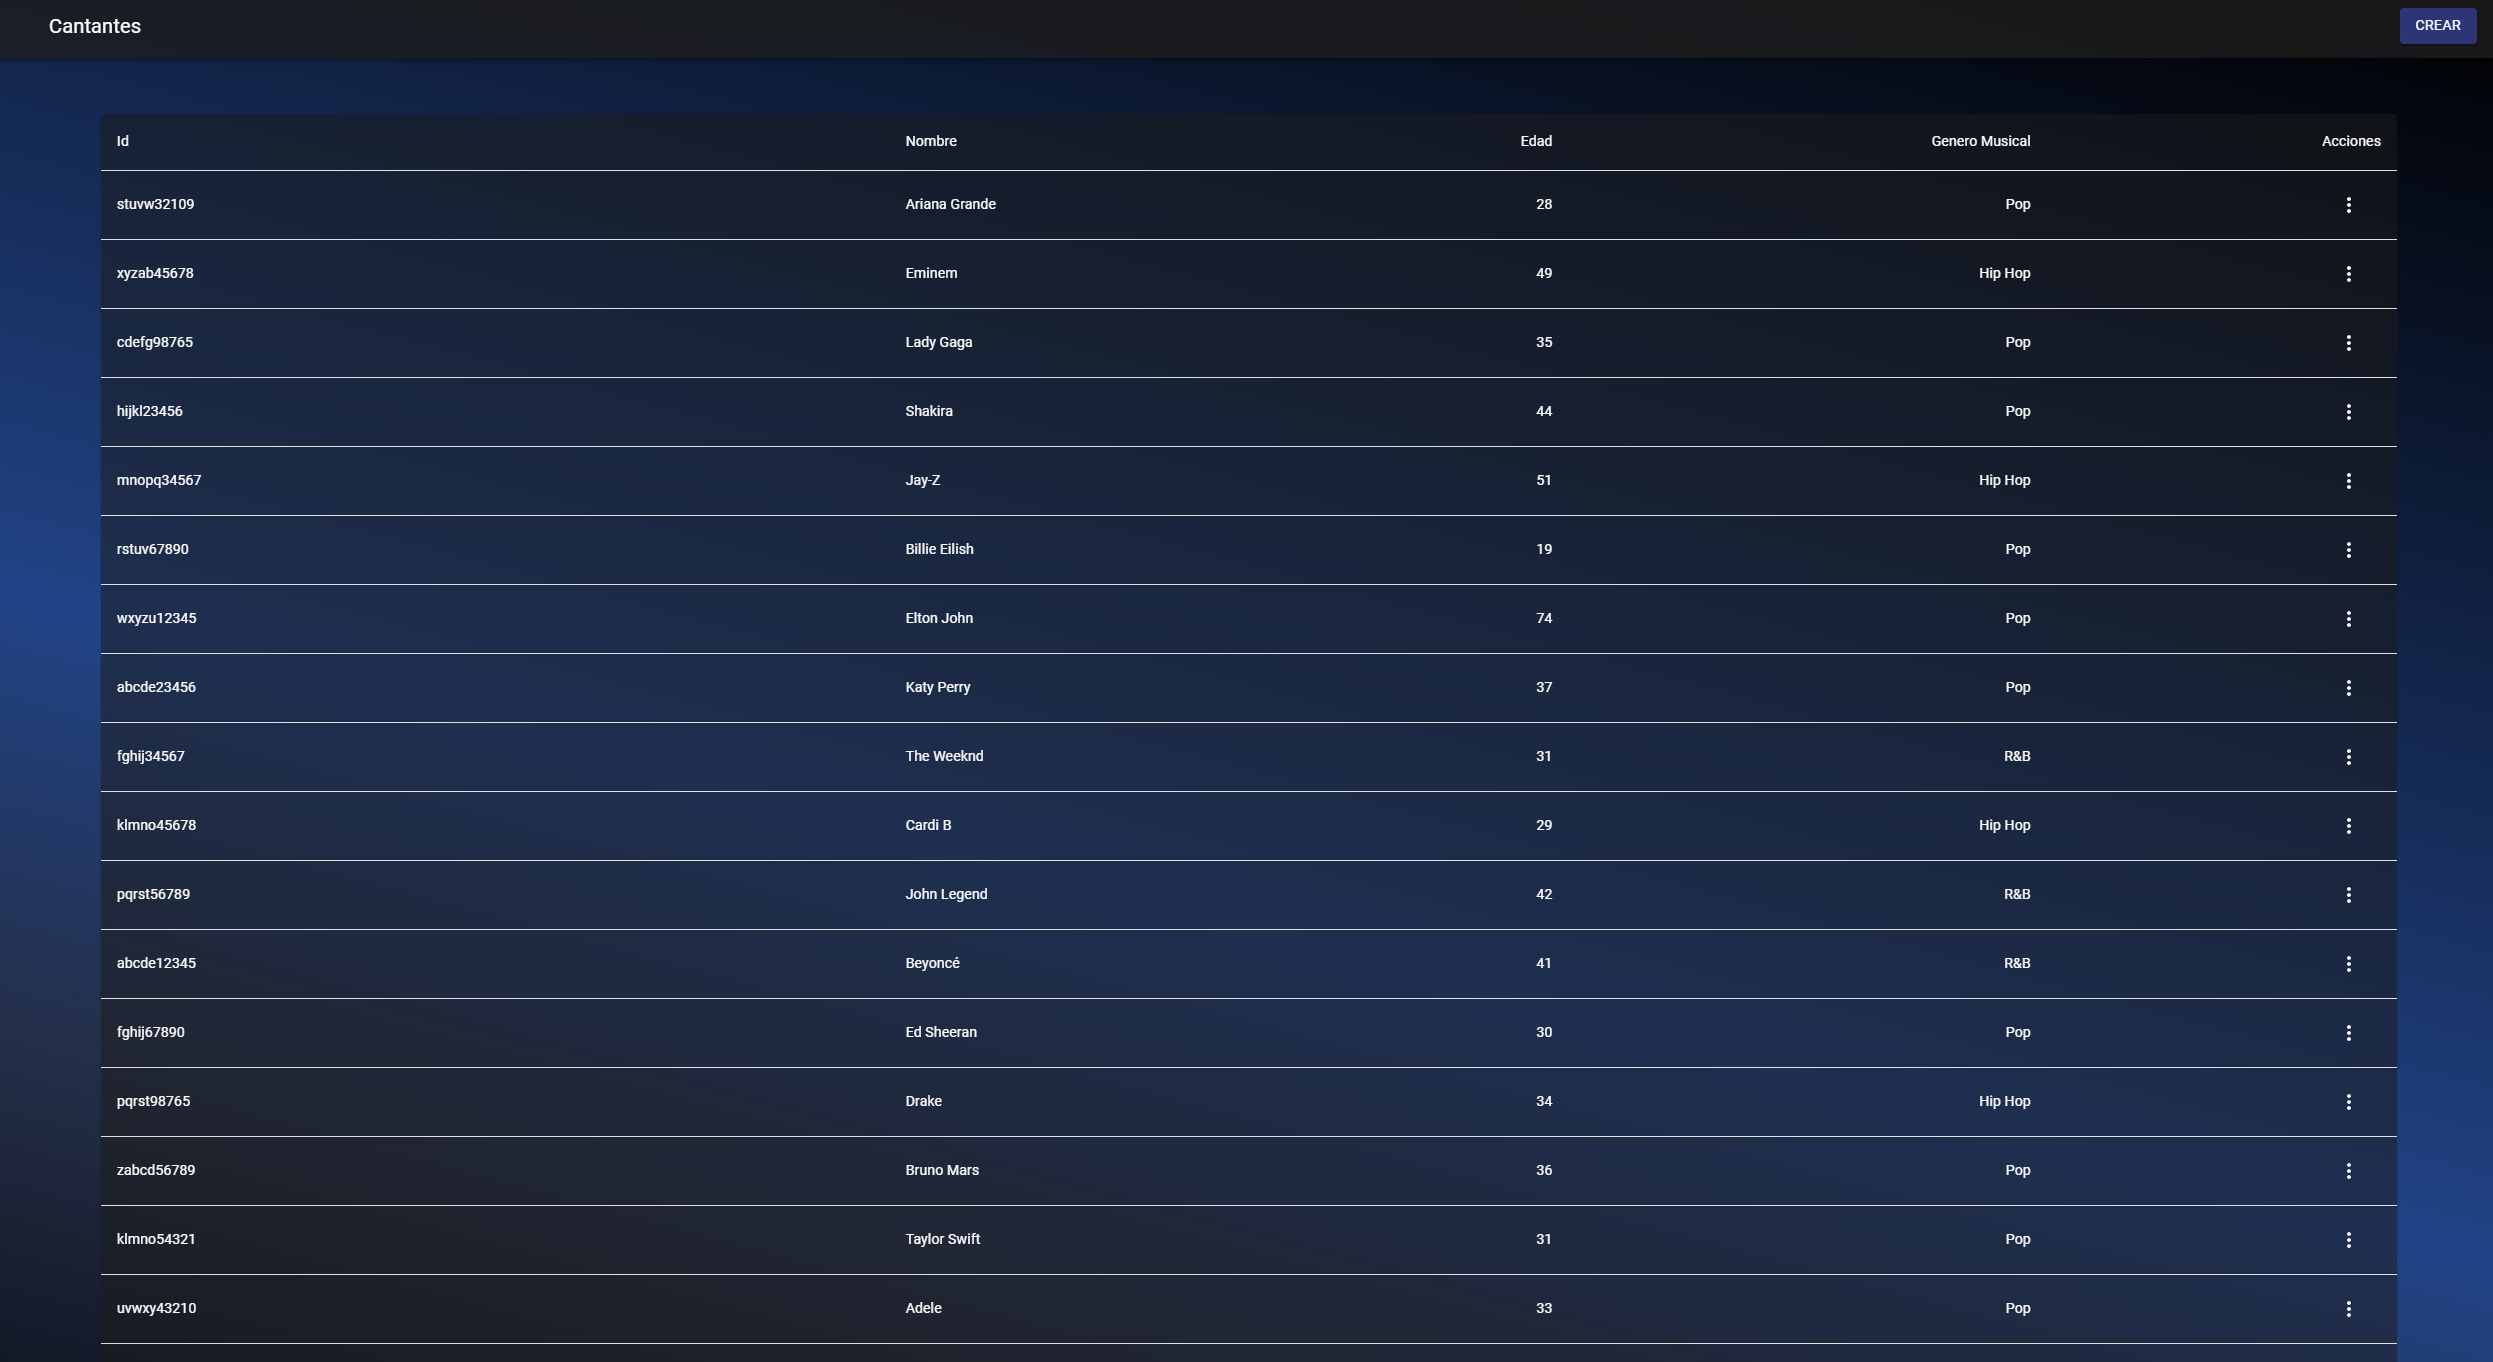 Cantantes CREAR
Id Nombre Edad Genero Musical Acciones
stuvw32109 Ariana Grande 28 Pop
xyzab45678 Eminem 49 Hip Hop
cdefg98765 Lady Gaga 35 Pop
hijkl23456 Shakira 44 Pop
mnopq34567 Jay-Z 51 Hip Hop
rstuv67890 Billie Eilish 19 Pop
wxyzu12345 Elton John 74 Pop
abcde23456 Katy Perry 37 Pop
fghij34567 The Weeknd 31 R&B
klmno45678 Cardi B 29 Hip Hop
pqrst56789 John Legend 42 R&B
abcde12345 Beyoncé 41 R&B
fghij67890 Ed Sheeran 30 Pop
pqrst98765 Drake 34 Hip Hop
zabcd56789 Bruno Mars 36 Pop
klmno54321 Taylor Swift 31 Pop
uvwxy43210 Adele 33 Pop